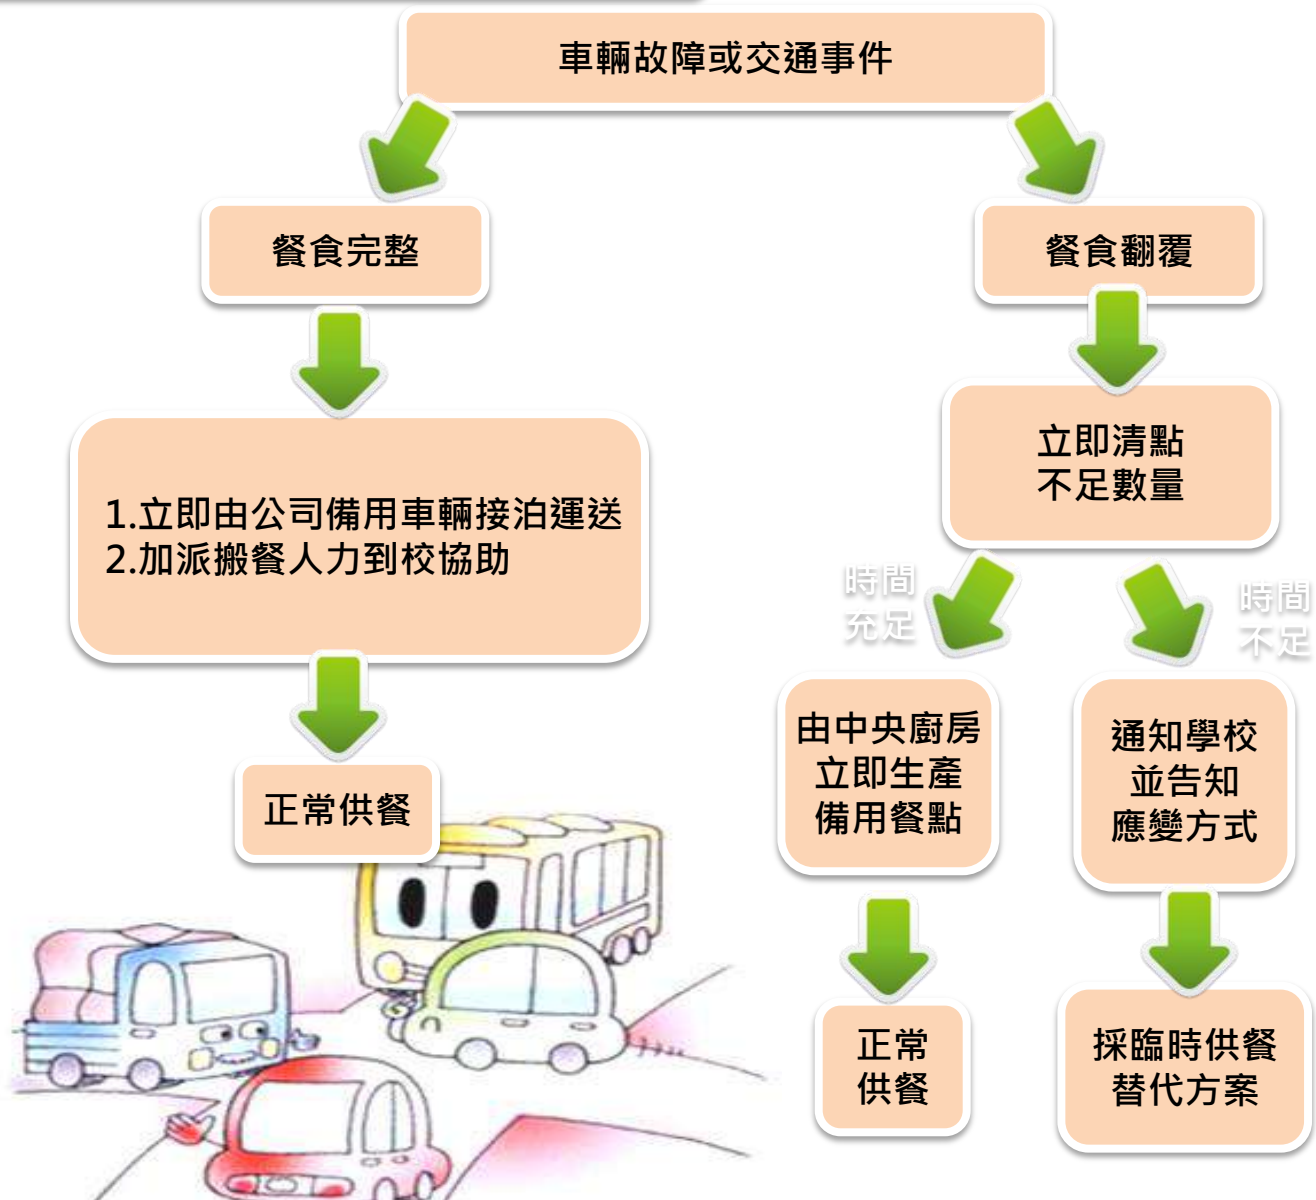 車輛故障或交通事件
餐食完整
餐食翻覆
立即清點
不足數量
1.立即由公司備用車輛接泊運送
2.加派搬餐人力到校協助
時間
充足
時間
不足
由中央廚房
立即生產
備用餐點
通知學校
並告知
應變方式
正常供餐
正常
供餐
採臨時供餐
替代方案